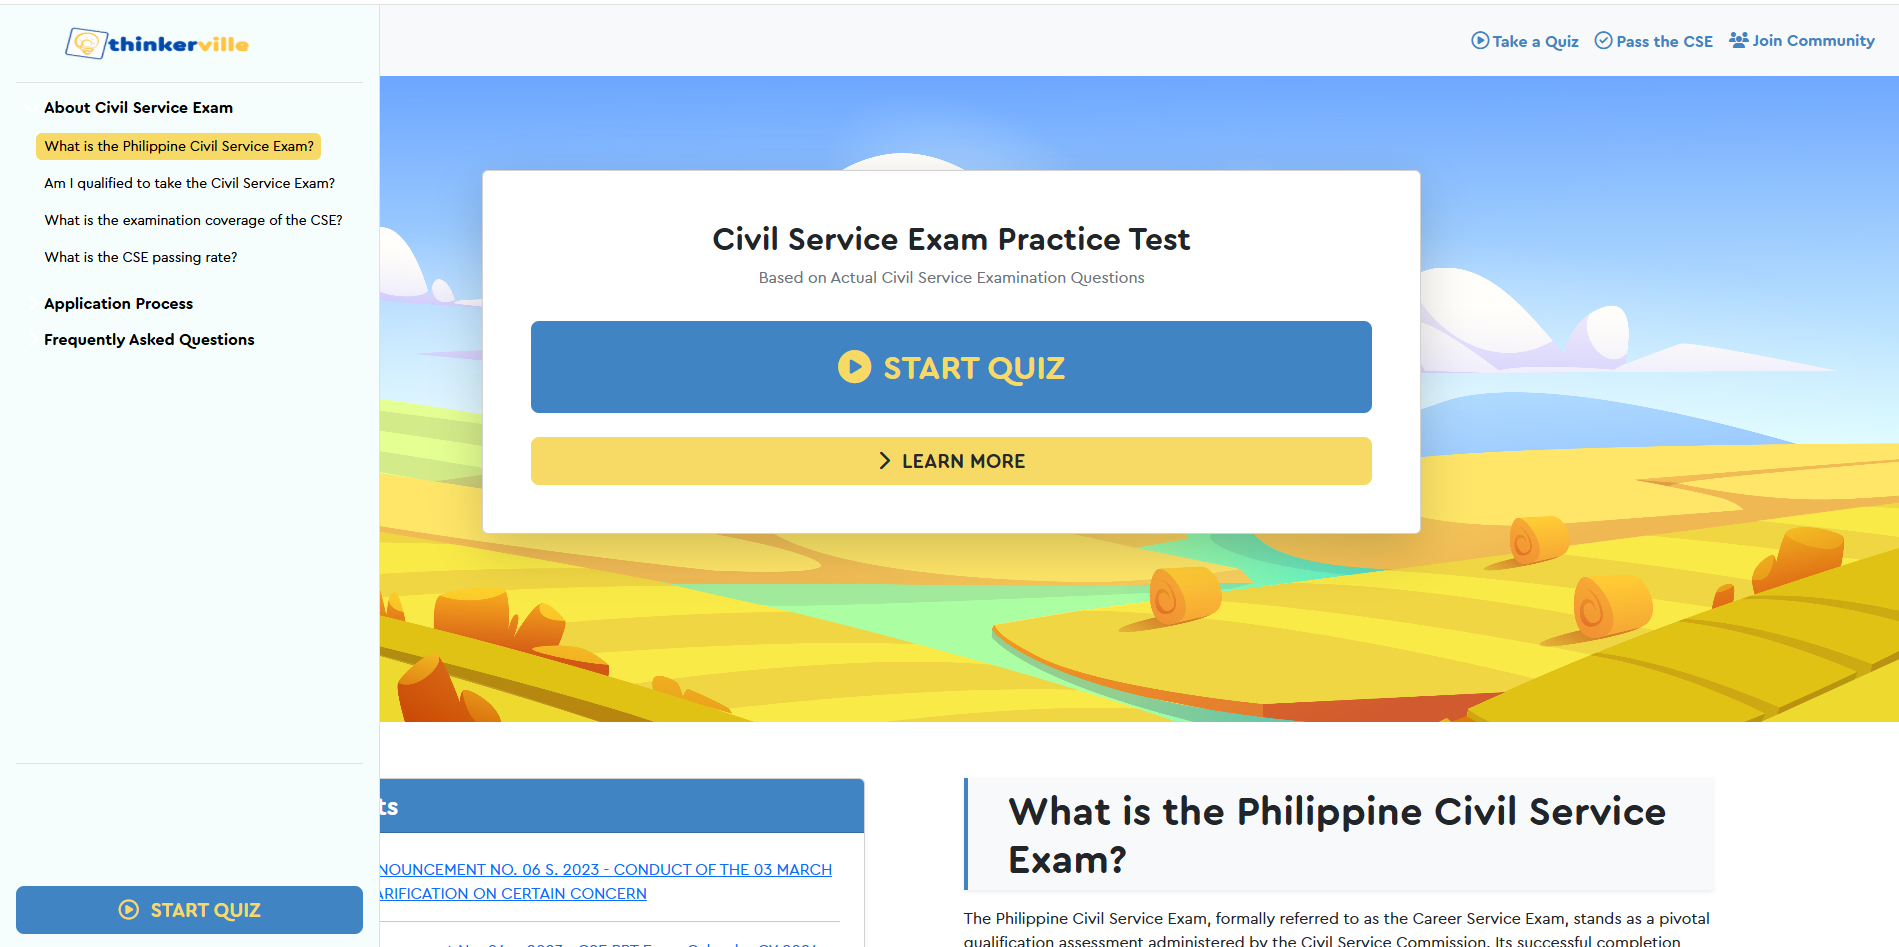 thinkerville
About Civil Service Exam
What is the Philippine Civil Service Exam?
Am I qualified to take the Civil Service Exam?
What is the examination coverage of the CSE?
What is the CSE passing rate?
Application Process
Frequently Asked Questions
START QUIZ
Take a Quiz
Pass the CSE
Join Community
Civil Service Exam Practice Test
Based on Actual Civil Service Examination Questions
START QUIZ
LEARN MORE
ts
NOUNCEMENT NO. 06 S. 2023 - CONDUCT OF THE 03 MARCH
ARIFICATION ON CERTAIN CONCERN
What is the Philippine Civil Service
Exam?
The Philippine Civil Service Exam, formally referred to as the Career Service Exam, stands as a pivotal
qualification assessment administered by the Civil Service Commission. Its successful completion